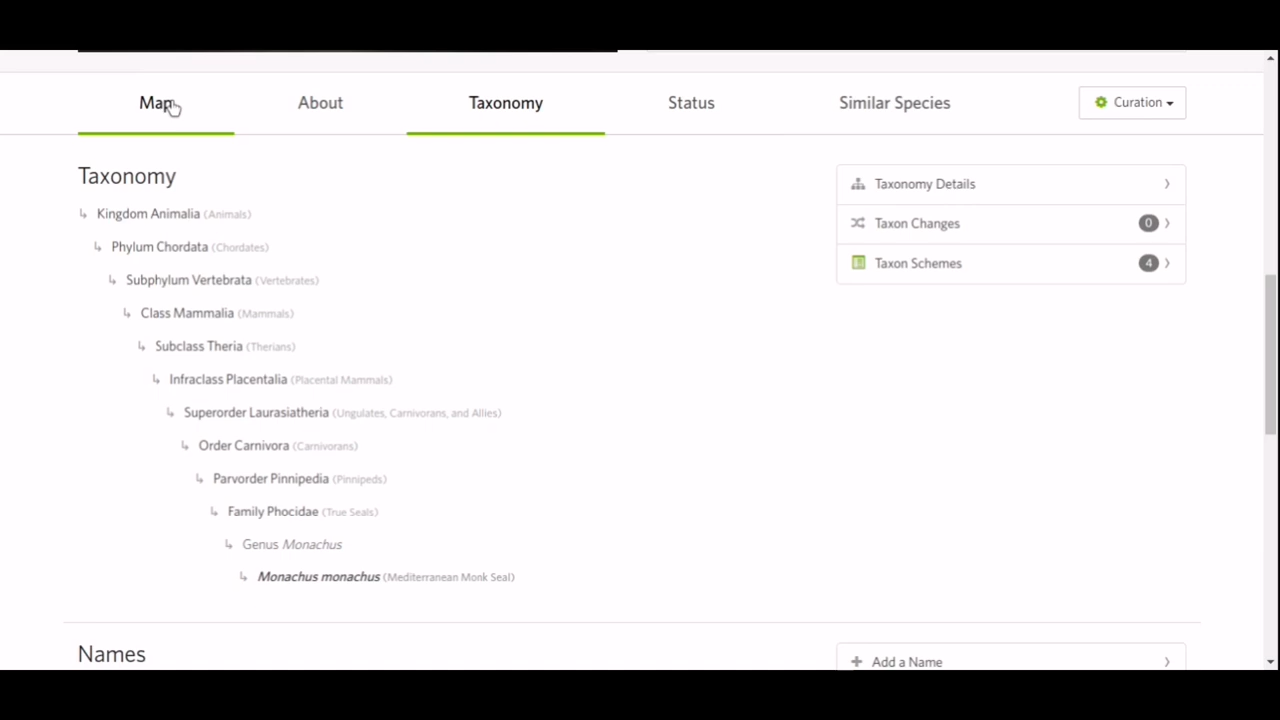 Map About Taxonomy Status Similar Species Curation
Taxonomy
Kingdom Animalia (Animals)
Phylum Chordata (Chordates)
Subphylum Vertebrata (Vertebrates)
Class Mammalia (Mammals)
Subclass Theria (Therians)
Infraclass Placentalia (Placental Mammals)
Superorder Laurasiatheria (Ungulates, Carnivorans, and Allies)
Order Carnivora (Carnivorans)
Parvorder Pinnipedia (Pinnipeds)
Family Phocidae (True Seals)
Genus Monachus
Monachus monachus (Mediterranean Monk Seal)
Taxonomy Details
Taxon Changes 0
Taxon Schemes 4
Names
Add a Name